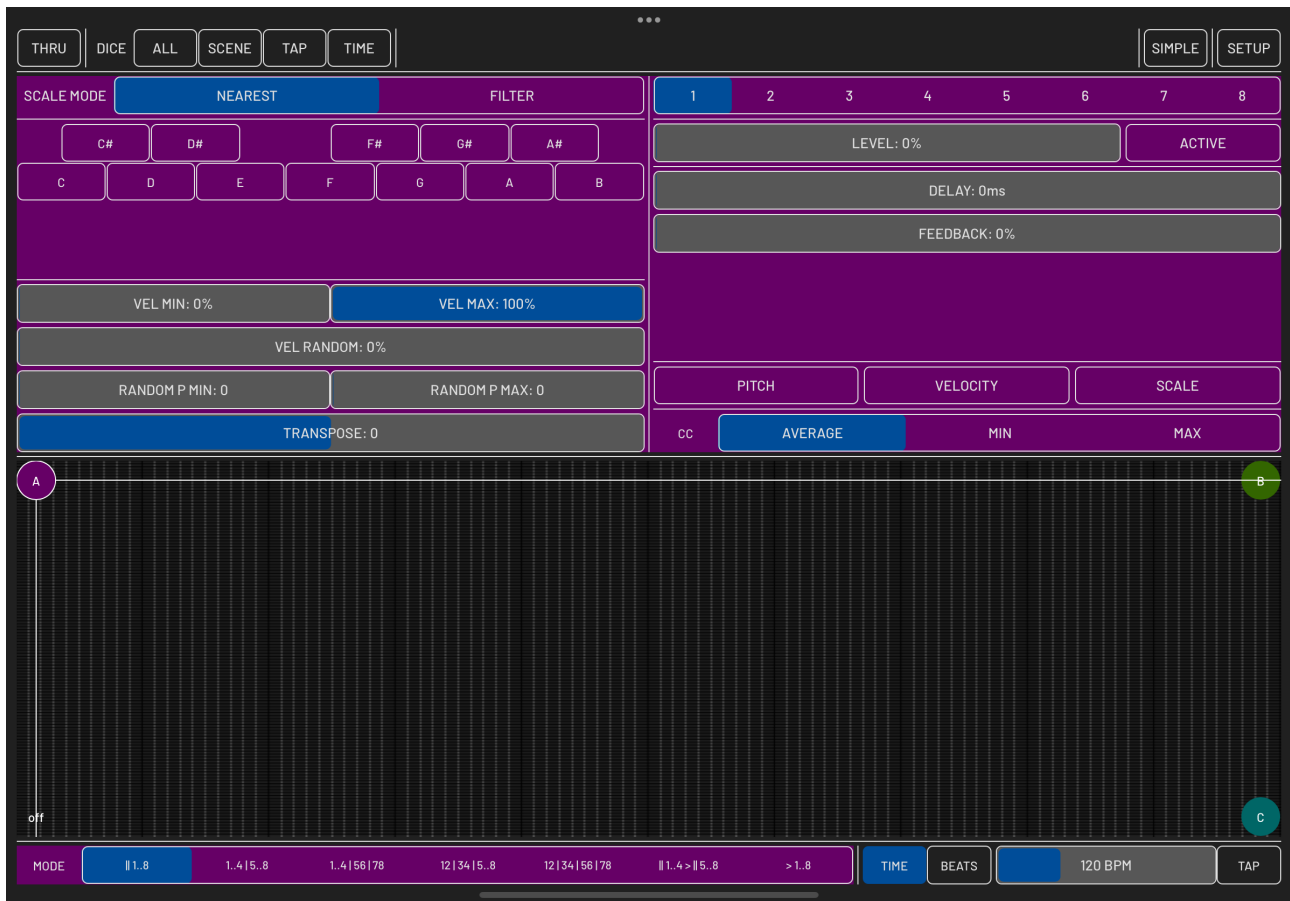 THRU DICE ALL SCENE TAP TIME SIMPLE SETUP
SCALE MODE NEAREST FILTER
C# D# F# G# A#
C D E F G A B
VEL MIN: 0% VEL MAX: 100%
VEL RANDOM: 0%
RANDOM P MIN: 0 RANDOM P MAX: 0
TRANSPOSE: 0
1 2 3 4 5 6 7 8
LEVEL: 0% ACTIVE
DELAY: 0ms
FEEDBACK: 0%
PITCH VELOCITY SCALE
CC AVERAGE MIN MAX
A B
off C
MODE ||1..8 1..4|5..8 1..4|56|78 12|34|5..8 12|34|56|78 ||1..4>||5..8 >1..8 TIME BEATS 120 BPM TAP